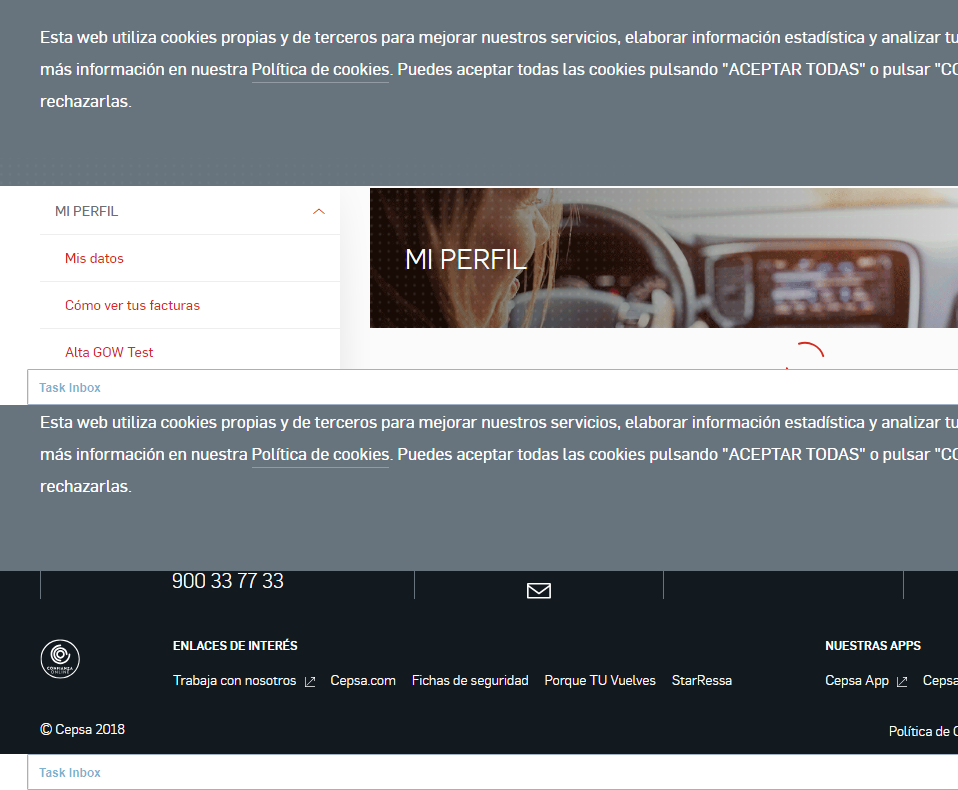 Esta web utiliza cookies propias y de terceros para mejorar nuestros servicios, elaborar información estadística y analizar tu
más información en nuestra Política de cookies. Puedes aceptar todas las cookies pulsando "ACEPTAR TODAS" o pulsar "CO
rechazarlas.
MI PERFIL
MI PERFIL
Mis datos
Cómo ver tus facturas
Alta GOW Test
Task Inbox
Esta web utiliza cookies propias y de terceros para mejorar nuestros servicios, elaborar información estadística y analizar tu
más información en nuestra Política de cookies. Puedes aceptar todas las cookies pulsando "ACEPTAR TODAS" o pulsar "CO
rechazarlas.
900 33 77 33
CONFIANZA
ONLINE
ENLACES DE INTERÉS
NUESTRAS APPS
Trabaja con nosotros Cepsa.com Fichas de seguridad Porque TU Vuelves StarRessa
Cepsa App Cepsa
© Cepsa 2018
Política de C
Task Inbox